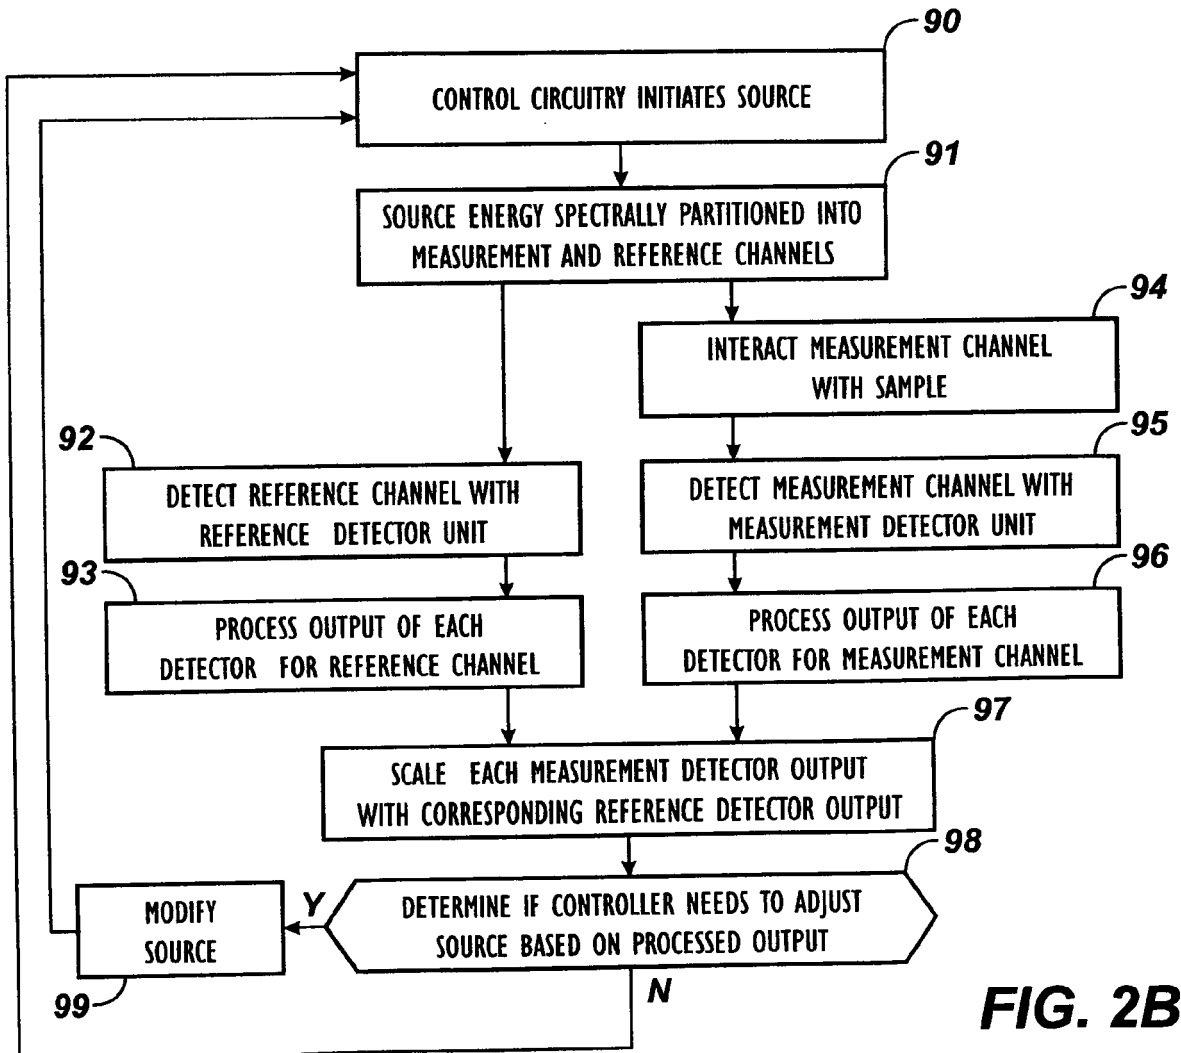 90
CONTROL CIRCUITRY INITIATES SOURCE
91
SOURCE ENERGY SPECTRALLY PARTITIONED INTO
MEASUREMENT AND REFERENCE CHANNELS
94
INTERACT MEASUREMENT CHANNEL
WITH SAMPLE
92
DETECT REFERENCE CHANNEL WITH
REFERENCE DETECTOR UNIT
95
DETECT MEASUREMENT CHANNEL WITH
MEASUREMENT DETECTOR UNIT
93
PROCESS OUTPUT OF EACH
DETECTOR FOR REFERENCE CHANNEL
96
PROCESS OUTPUT OF EACH
DETECTOR FOR MEASUREMENT CHANNEL
97
SCALE EACH MEASUREMENT DETECTOR OUTPUT
WITH CORRESPONDING REFERENCE DETECTOR OUTPUT
98
DETERMINE IF CONTROLLER NEEDS TO ADJUST
SOURCE BASED ON PROCESSED OUTPUT
Y
MODIFY
SOURCE
99
N
FIG. 2B